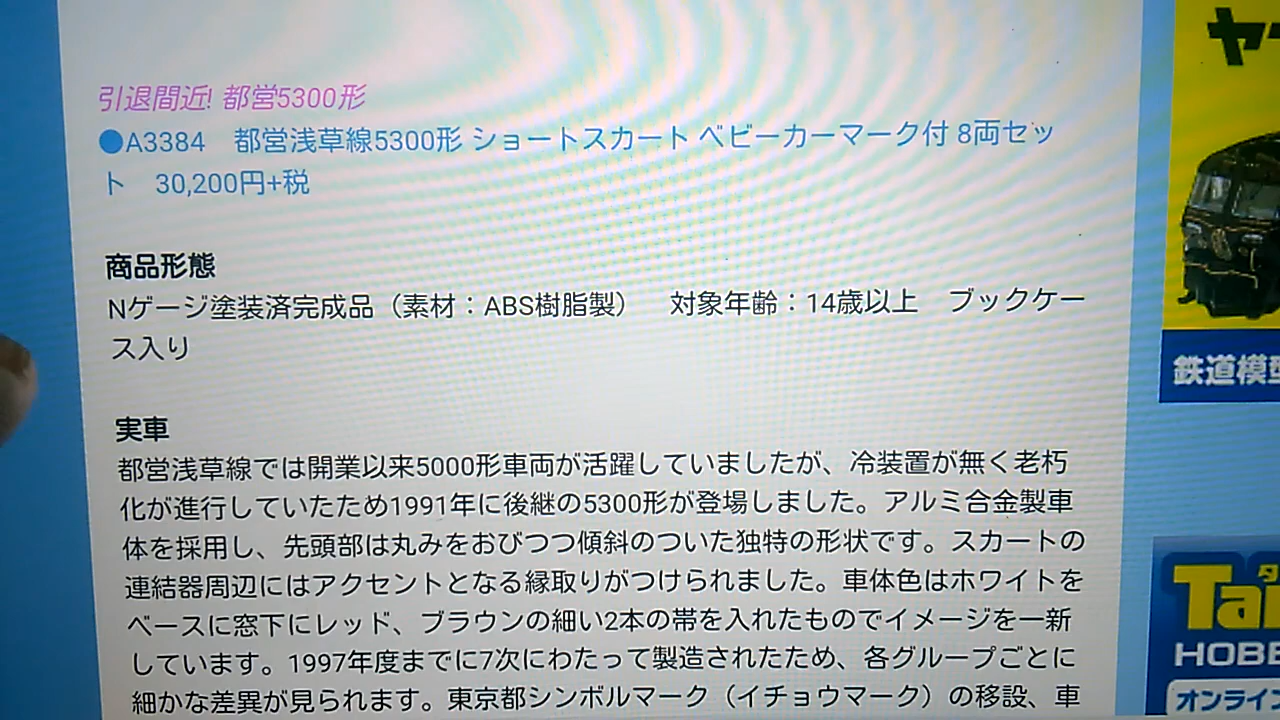 引退間近! 都営5300形
●A3384　都営浅草線5300形 ショートスカート ベビーカーマーク付 8両セッ
ト　30,200円+税
商品形態
Nゲージ塗装済完成品（素材：ABS樹脂製）　対象年齢：14歳以上　ブックケー
ス入り
実車
都営浅草線では開業以来5000形車両が活躍していましたが、冷装置が無く老朽
化が進行していたため1991年に後継の5300形が登場しました。アルミ合金製車
体を採用し、先頭部は丸みをおびつつ傾斜のついた独特の形状です。スカートの
連結器周辺にはアクセントとなる縁取りがつけられました。車体色はホワイトを
ベースに窓下にレッド、ブラウンの細い2本の帯を入れたものでイメージを一新
しています。1997年度までに7次にわたって製造されたため、各グループごとに
細かな差異が見られます。東京都シンボルマーク（イチョウマーク）の移設、車
ヤ
鉄道模型
タ
Tai
HOBB
オンライン